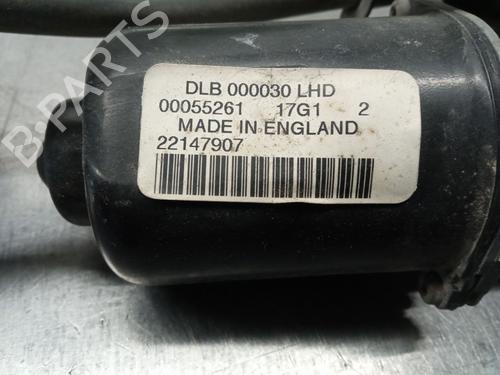 DLB 000030 LHD
00055261 17G1 2
MADE IN ENGLAND
22147907
B-PARTS